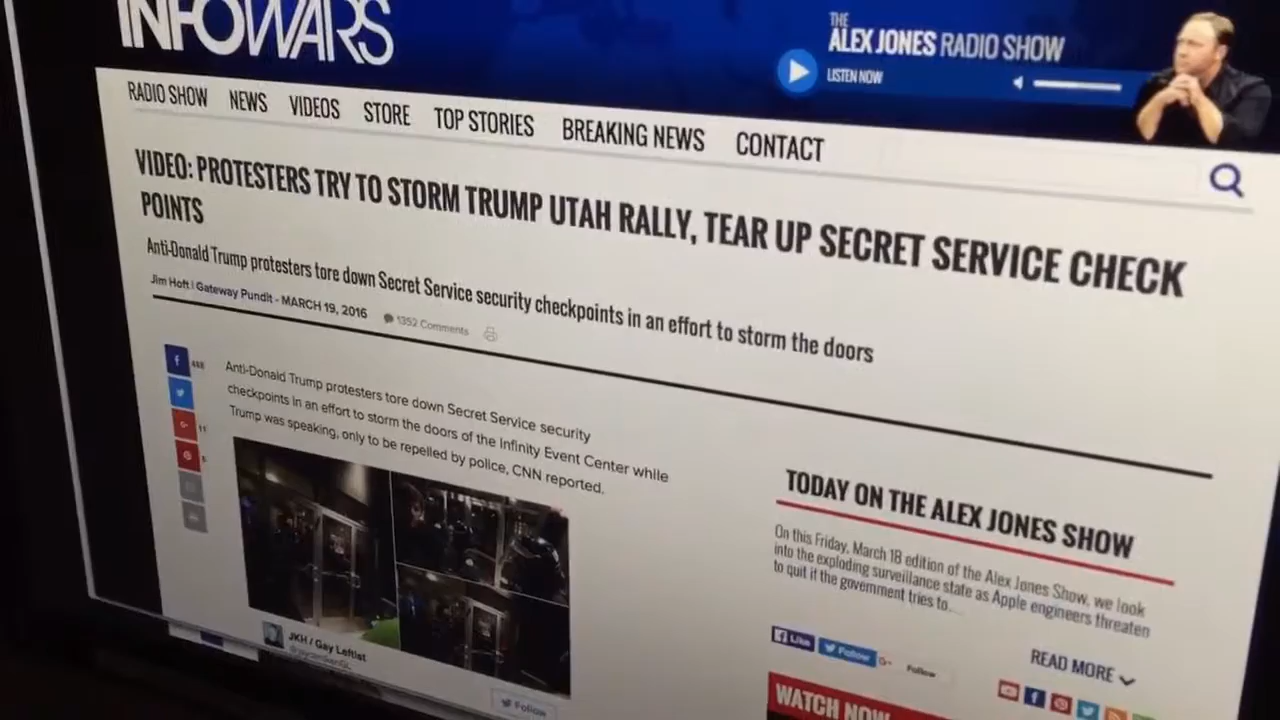 INFOWARS
THE
ALEX JONES RADIO SHOW
LISTEN NOW
RADIO SHOW NEWS VIDEOS STORE TOP STORIES BREAKING NEWS CONTACT
VIDEO: PROTESTERS TRY TO STORM TRUMP UTAH RALLY, TEAR UP SECRET SERVICE CHECK
POINTS
Anti-Donald Trump protesters tore down Secret Service security checkpoints in an effort to storm the doors
Jim Hoft | Gateway Pundit - MARCH 19, 2016 1352 Comments
Anti-Donald Trump protesters tore down Secret Service security
checkpoints in an effort to storm the doors of the Infinity Event Center while
Trump was speaking, only to be repelled by police, CNN reported.
11
JKH / Gay Leftist
Follow
TODAY ON THE ALEX JONES SHOW
On this Friday, March 18 edition of the Alex Jones Show, we look
into the exploding surveillance state as Apple engineers threaten
to quit if the government tries to...
Like Follow G+ Follow
READ MORE
WATCH NOW